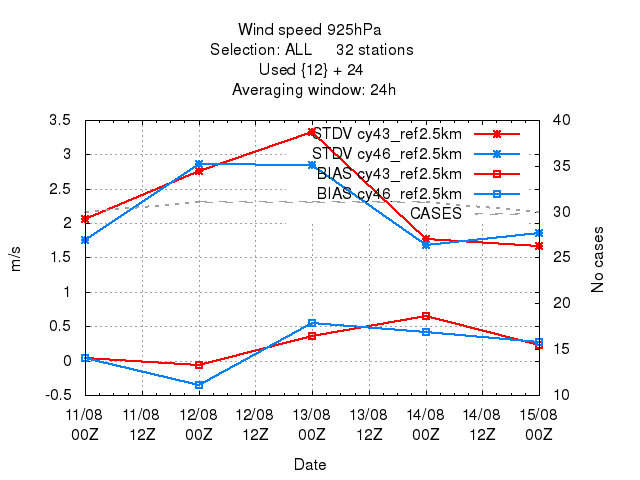 Wind speed 925hPa
Selection: ALL 32 stations
Used {12} + 24
Averaging window: 24h
3.5
3
2.5
2
1.5
1
0.5
0
-0.5
m/s
40
35
30
25
20
15
10
No cases
STDV cy43_ref2.5km
STDV cy46_ref2.5km
BIAS cy43_ref2.5km
BIAS cy46_ref2.5km
CASES
11/08 11/08 12/08 12/08 13/08 13/08 14/08 14/08 15/08
00Z 12Z 00Z 12Z 00Z 12Z 00Z 12Z 00Z
Date